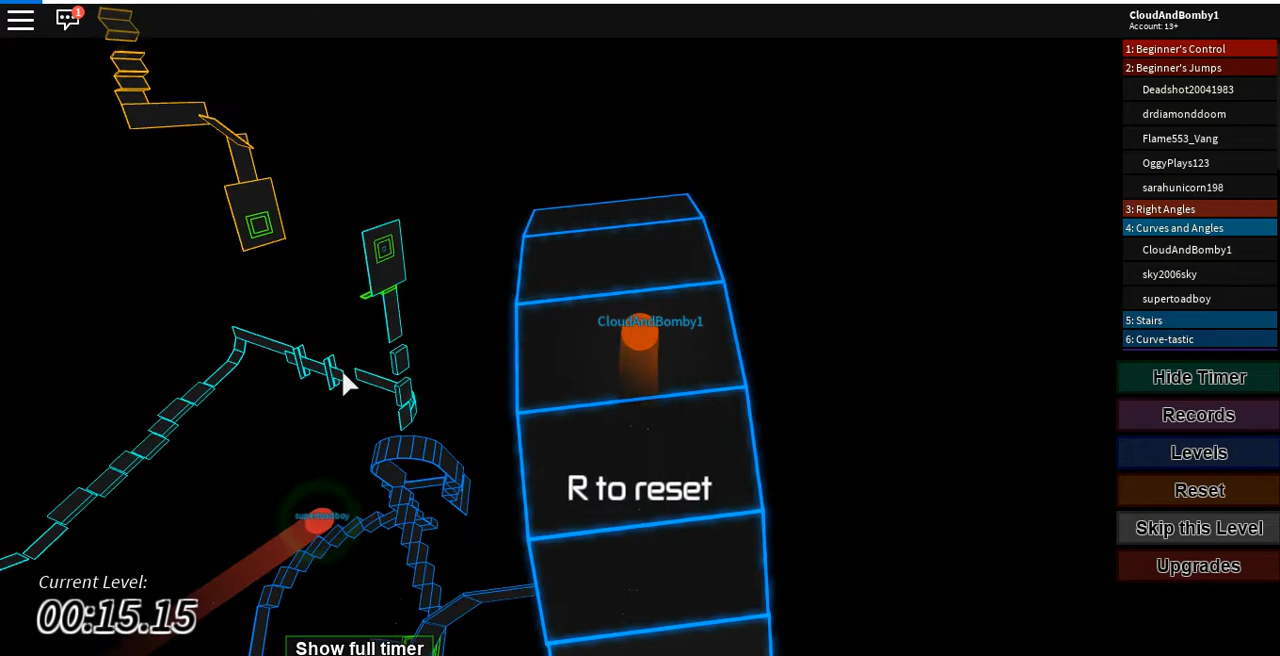 1
CloudAndBomby1
Account: 13+
1: Beginner's Control
2: Beginner's Jumps
Deadshot20041983
drdiamonddoom
Flame553_Vang
OggyPlays123
sarahunicorn198
3: Right Angles
4: Curves and Angles
CloudAndBomby1
sky2006sky
supertoadboy
5: Stairs
6: Curve-tastic
Hide Timer
Records
Levels
Reset
Skip this Level
Upgrades
CloudAndBomby1
R to reset
supertoadboy
Current Level:
00:15.15
Show full timer